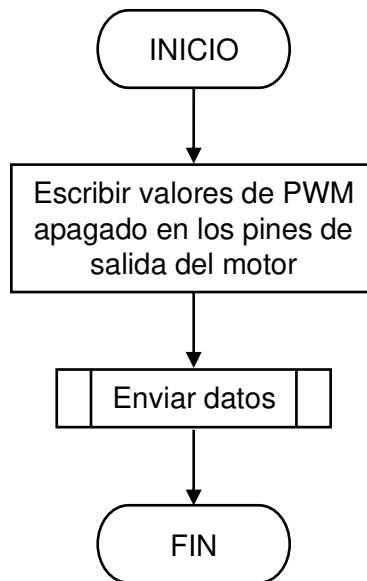 INICIO
Escribir valores de PWM
apagado en los pines de
salida del motor
Enviar datos
FIN